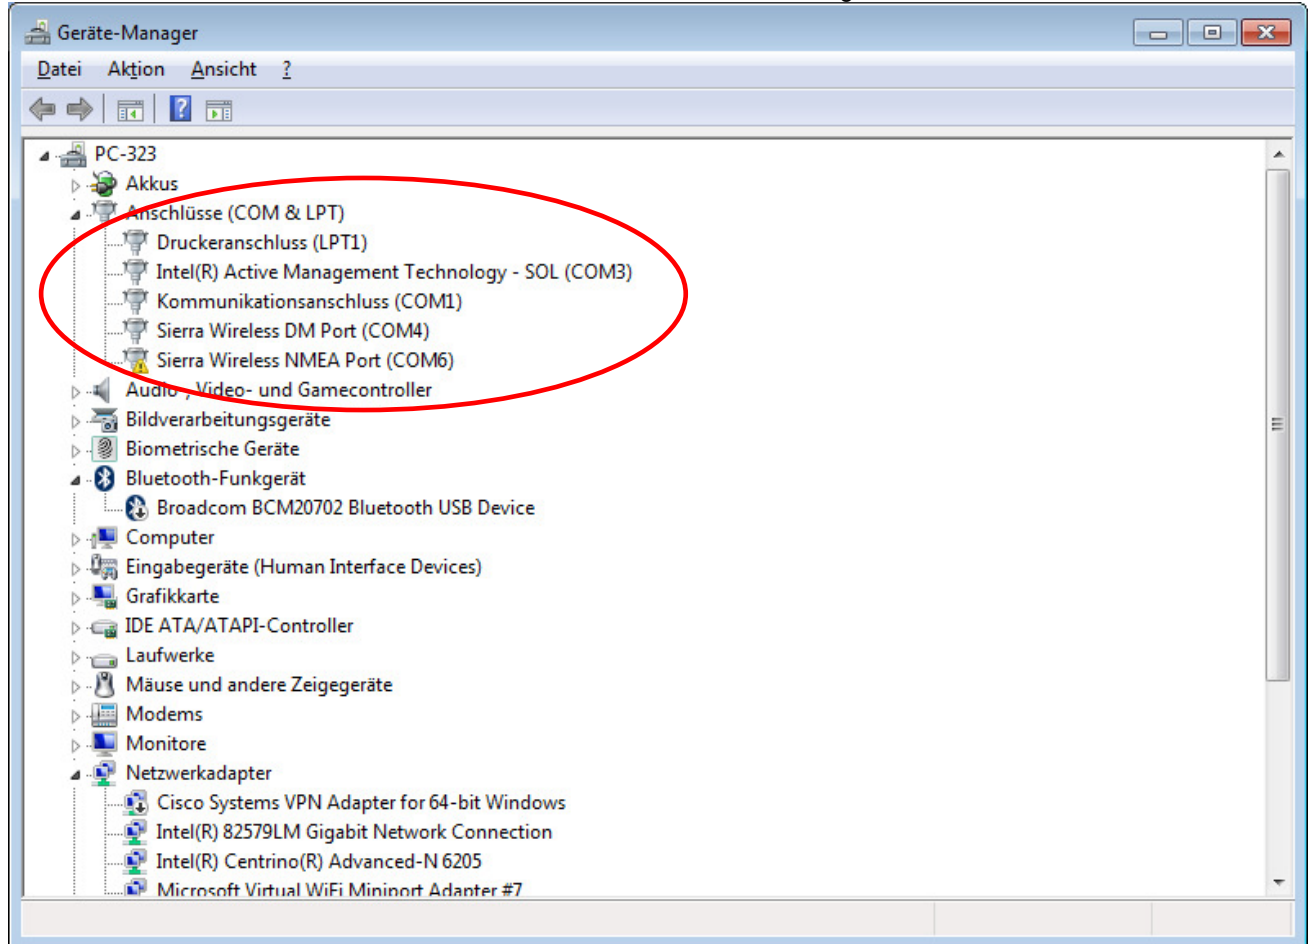 Geräte-Manager
Datei Aktion Ansicht ?
PC-323
Akkus
Anschlüsse (COM & LPT)
Druckeranschluss (LPT1)
Intel(R) Active Management Technology - SOL (COM3)
Kommunikationsanschluss (COM1)
Sierra Wireless DM Port (COM4)
Sierra Wireless NMEA Port (COM6)
Audio-, Video- und Gamecontroller
Bildverarbeitungsgeräte
Biometrische Geräte
Bluetooth-Funkgerät
Broadcom BCM20702 Bluetooth USB Device
Computer
Eingabegeräte (Human Interface Devices)
Grafikkarte
IDE ATA/ATAPI-Controller
Laufwerke
Mäuse und andere Zeigegeräte
Modems
Monitore
Netzwerkadapter
Cisco Systems VPN Adapter for 64-bit Windows
Intel(R) 82579LM Gigabit Network Connection
Intel(R) Centrino(R) Advanced-N 6205
Microsoft Virtual WiFi Miniport Adapter #7